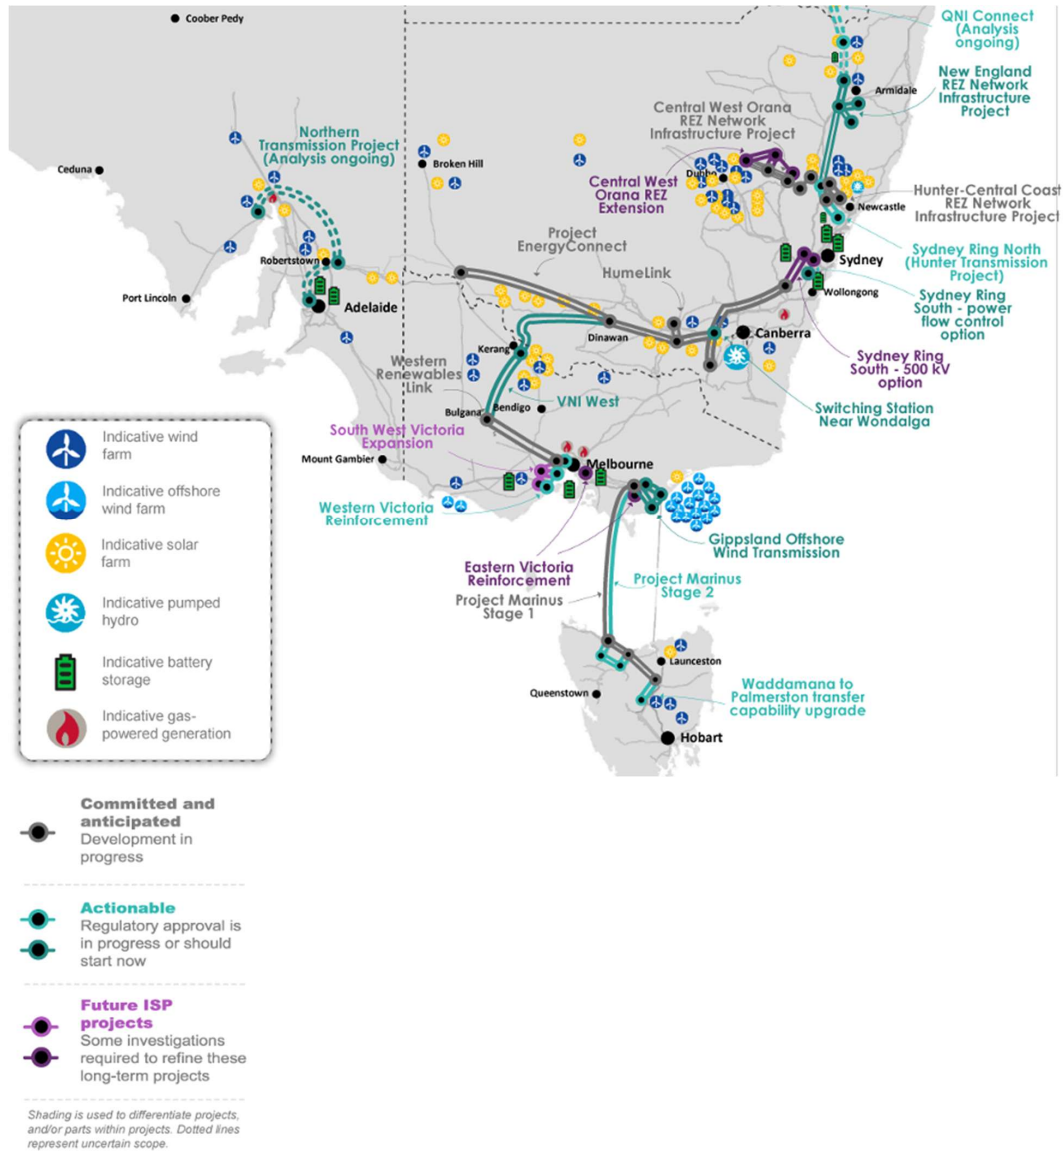 Coober Pedy
QNI Connect
(Analysis
ongoing)
New England
REZ Network
Infrastructure
Project
Armidale
Central West Orana
REZ Network
Infrastructure Project
Northern
Transmission Project
(Analysis ongoing)
Ceduna
Broken Hill
Dubbo
Central West
Orana REZ
Extension
Hunter-Central Coast
REZ Network
Infrastructure Project
Newcastle
Project
EnergyConnect
HumeLink
Sydney
Sydney Ring North
(Hunter Transmission
Project)
Robertstown
Port Lincoln
Adelaide
Wollongong
Sydney Ring
South - power
flow control
option
Dinawan
Canberra
Kerang
Western
Renewables
Link
Sydney Ring
South - 500 kV
option
VNI West
Switching Station
Near Wondalga
Bulgana
Bendigo
South West Victoria
Expansion
Mount Gambier
Melbourne
Western Victoria
Reinforcement
Gippsland Offshore
Wind Transmission
Eastern Victoria
Reinforcement
Project Marinus
Stage 1
Project Marinus
Stage 2
Launceston
Queenstown
Waddamana to
Palmerston transfer
capability upgrade
Hobart
Indicative wind
farm
Indicative offshore
wind farm
Indicative solar
farm
Indicative pumped
hydro
Indicative battery
storage
Indicative gas-
powered generation
Committed and
anticipated
Development in
progress
Actionable
Regulatory approval is
in progress or should
start now
Future ISP
projects
Some investigations
required to refine these
long-term projects
Shading is used to differentiate projects,
and/or parts within projects. Dotted lines
represent uncertain scope.